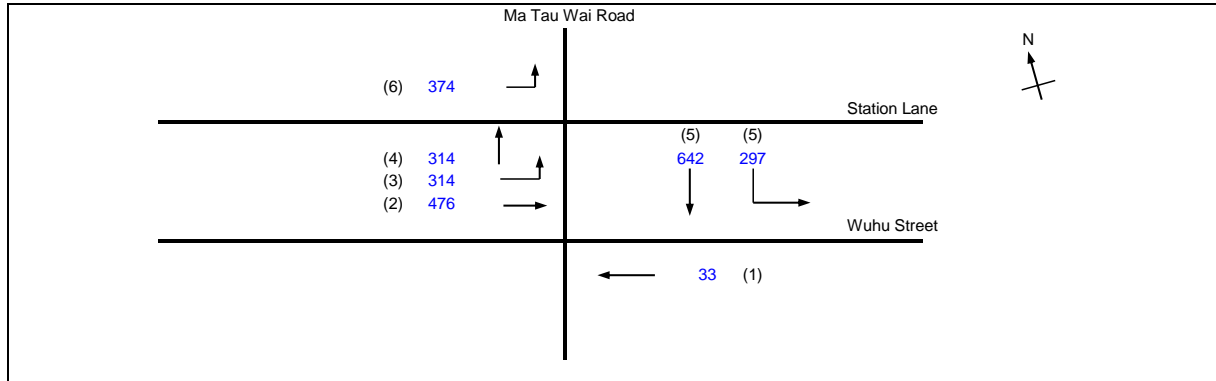 Ma Tau Wai Road
N
(6) 374
Station Lane
(5) (5)
(4) 314 642 297
(3) 314
(2) 476
Wuhu Street
33 (1)